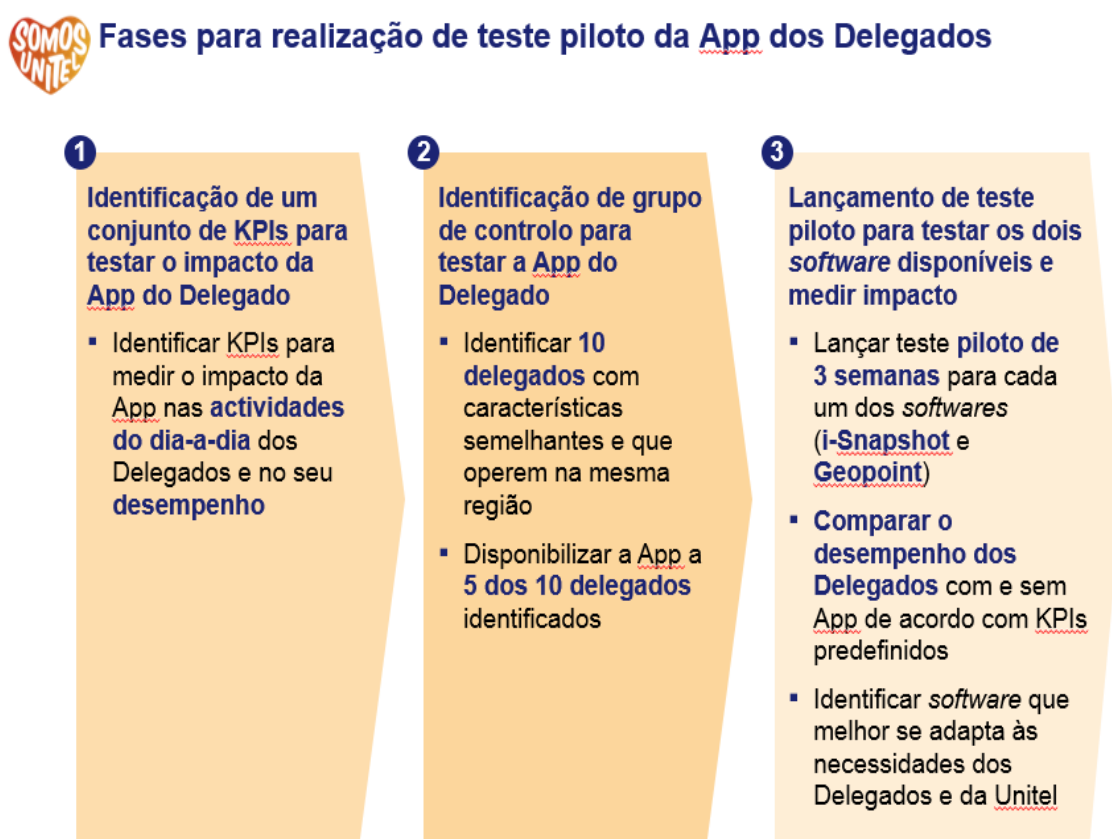 SOMOS
UNITEL
Fases para realização de teste piloto da App dos Delegados
1
Identificação de um
conjunto de KPIs para
testar o impacto da
App do Delegado
▪ Identificar KPIs para
medir o impacto da
App nas actividades
do dia-a-dia dos
Delegados e no seu
desempenho
2
Identificação de grupo
de controlo para
testar a App do
Delegado
▪ Identificar 10
delegados com
características
semelhantes e que
operem na mesma
região
▪ Disponibilizar a App a
5 dos 10 delegados
identificados
3
Lançamento de teste
piloto para testar os dois
software disponíveis e
medir impacto
▪ Lançar teste piloto de
3 semanas para cada
um dos softwares
(i-Snapshot e
Geopoint)
▪ Comparar o
desempenho dos
Delegados com e sem
App de acordo com KPIs
predefinidos
▪ Identificar software que
melhor se adapta às
necessidades dos
Delegados e da Unitel